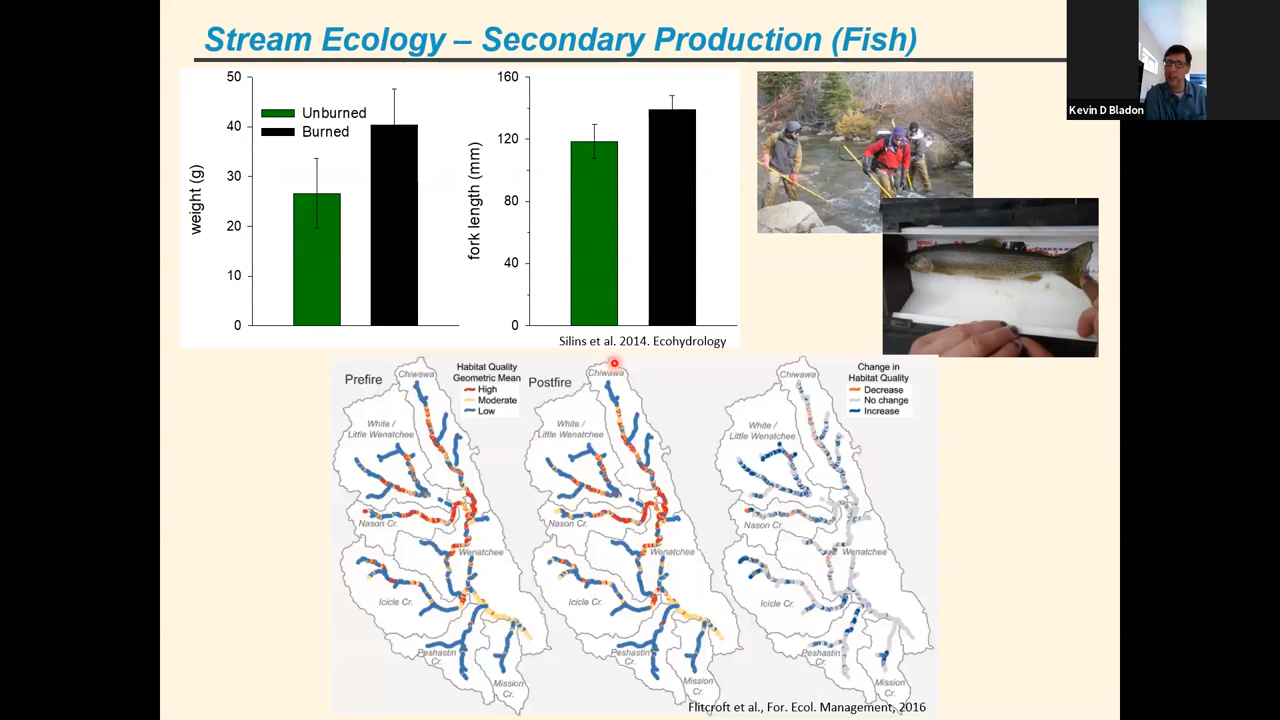 Stream Ecology – Secondary Production (Fish)
Kevin D Bladon
50
40
30
20
10
0
weight (g)
Unburned
Burned
160
120
80
40
0
fork length (mm)
Silins et al. 2014. Ecohydrology
Prefire
Habitat Quality
Geometric Mean
High
Moderate
Low
Chiwawa
White /
Little Wenatchee
Nason Cr.
Wenatchee
Icicle Cr.
Peshastin
Cr.
Mission
Cr.
Postfire
Chiwawa
White /
Little Wenatchee
Nason Cr.
Wenatchee
Icicle Cr.
Peshastin
Cr.
Mission
Cr.
Change in
Habitat Quality
Decrease
No change
Increase
Chiwawa
White /
Little Wenatchee
Nason Cr.
Wenatchee
Icicle Cr.
Peshastin
Cr.
Mission
Cr.
Flitcroft et al., For. Ecol. Management, 2016